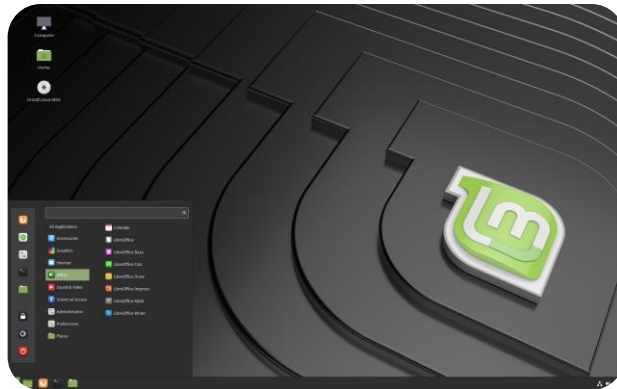 Computer
Home
Install Linux Mint
lm
All Applications
Accessories
Graphics
Internet
Office
Sound & Video
Universal Access
Administration
Preferences
Places
Calendar
LibreOffice
LibreOffice Base
LibreOffice Calc
LibreOffice Draw
LibreOffice Impress
LibreOffice Math
LibreOffice Writer